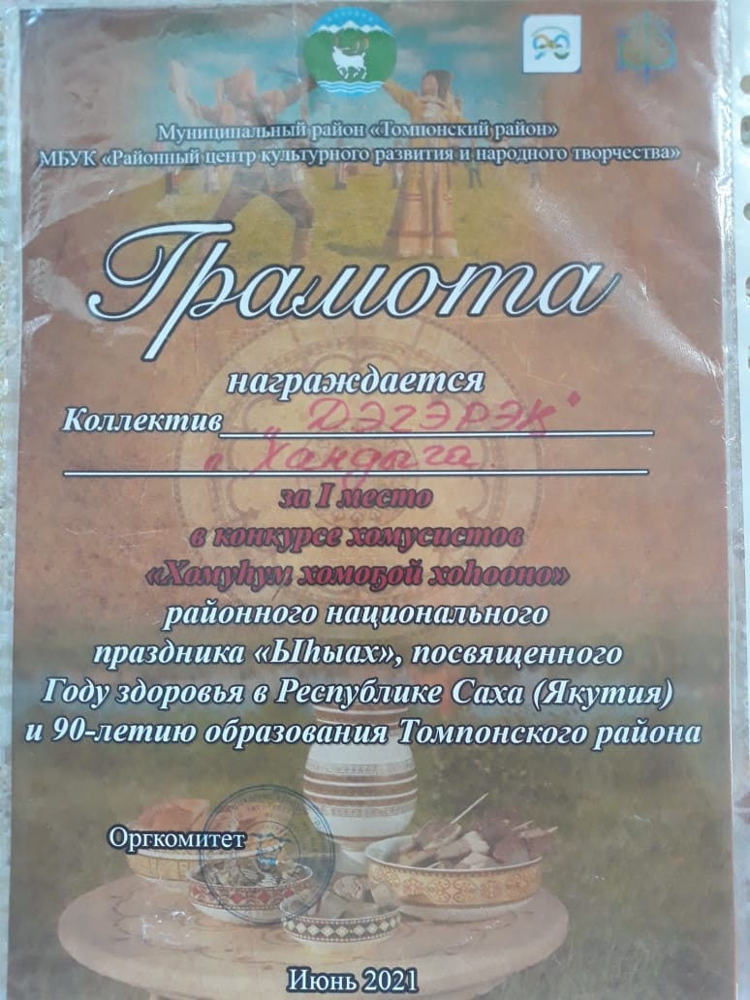 Муниципальный район «Томпонский район»
МБУК «Районный центр культурного развития и народного творчества»
Грамота
награждается
Коллектив "ДЭГЭРЭҤ"
п Хандыга.
за I место
в конкурсе хомусистов
«Хамуһум хомоҕой хоһооно»
районного национального
праздника «Ыһыах», посвященного
Году здоровья в Республике Саха (Якутия)
и 90-летию образования Томпонского района
Оргкомитет
Июнь 2021